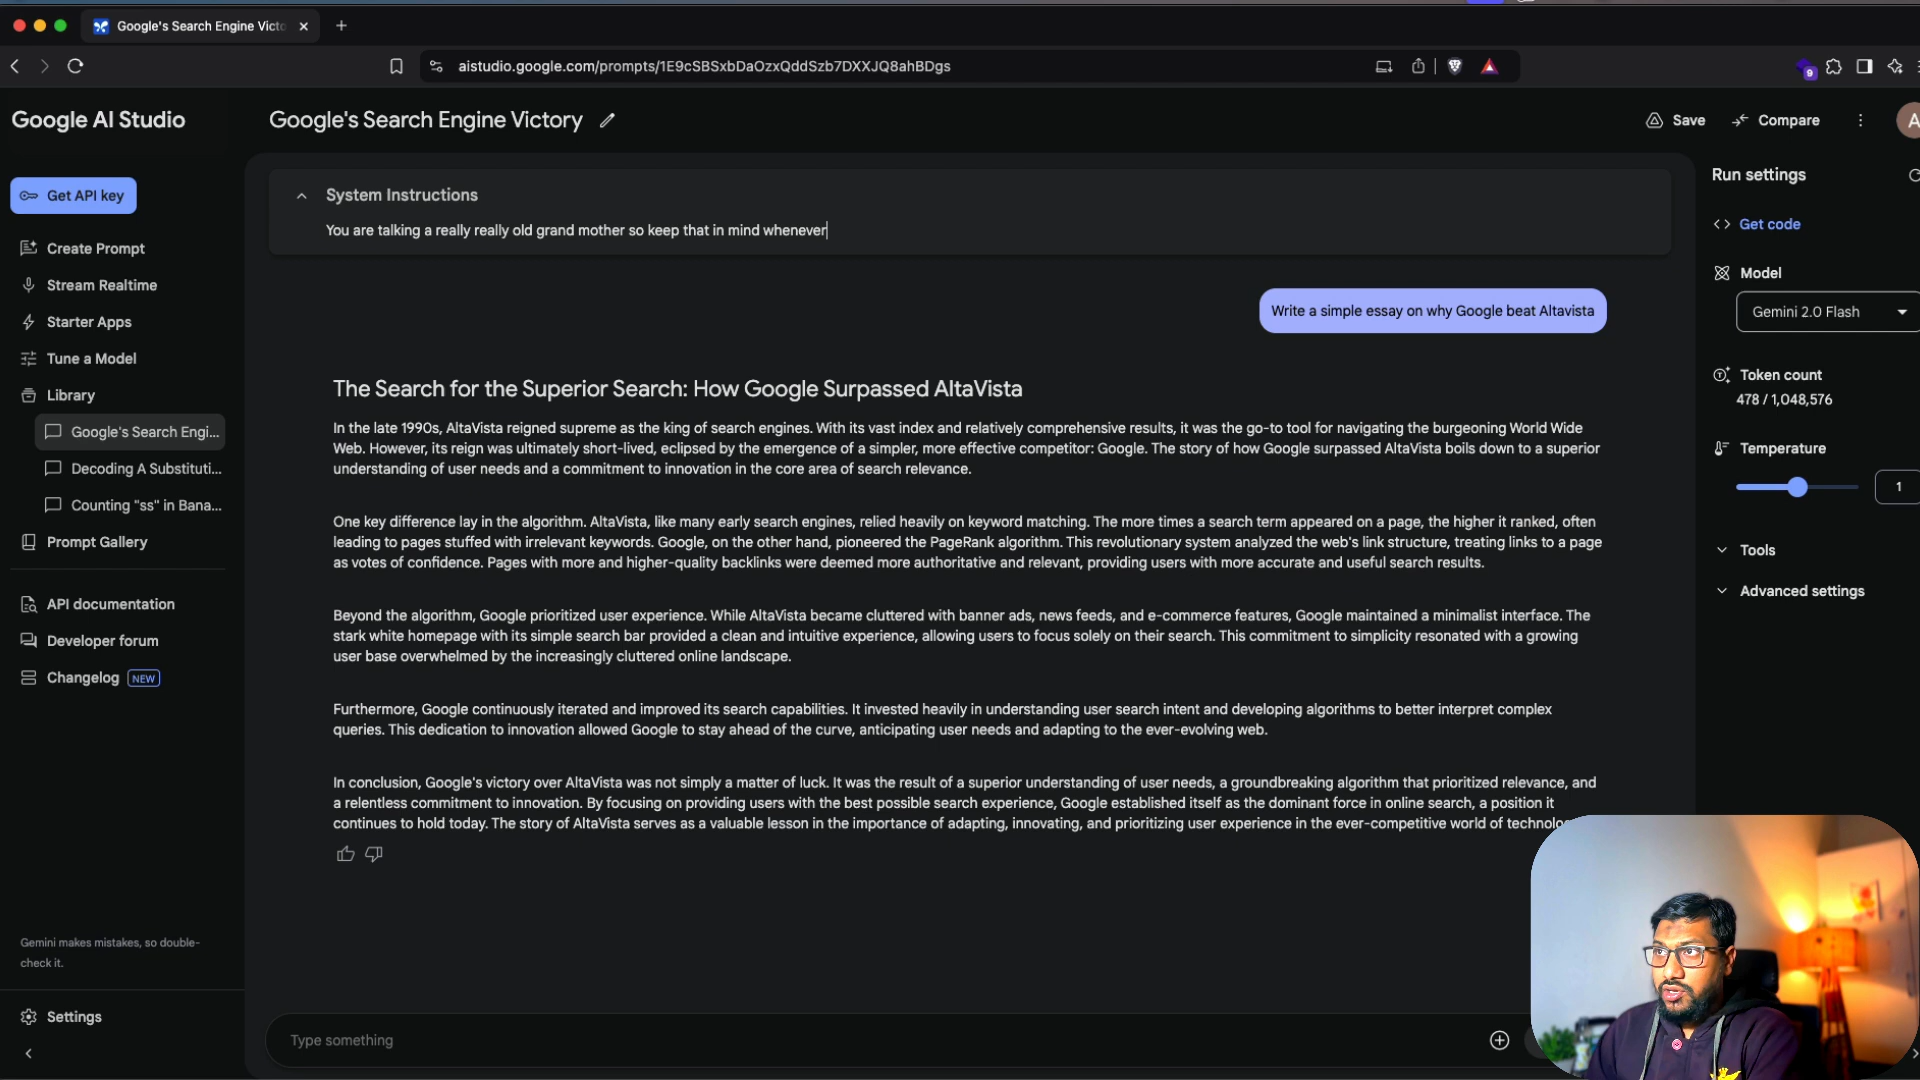 Google's Search Engine Victo
aistudio.google.com/prompts/1E9cSBSxbDaOzxQddSzb7DXXJQ8ahBDgs
9
Google AI Studio
Google's Search Engine Victory
Save
Compare
A
Get API key
Create Prompt
Stream Realtime
Starter Apps
Tune a Model
Library
Google's Search Engi...
Decoding A Substituti...
Counting "ss" in Bana...
Prompt Gallery
API documentation
Developer forum
Changelog NEW
Gemini makes mistakes, so double-
check it.
Settings
System Instructions
You are talking a really really old grand mother so keep that in mind whenever
Write a simple essay on why Google beat Altavista
The Search for the Superior Search: How Google Surpassed AltaVista
In the late 1990s, AltaVista reigned supreme as the king of search engines. With its vast index and relatively comprehensive results, it was the go-to tool for navigating the burgeoning World Wide
Web. However, its reign was ultimately short-lived, eclipsed by the emergence of a simpler, more effective competitor: Google. The story of how Google surpassed AltaVista boils down to a superior
understanding of user needs and a commitment to innovation in the core area of search relevance.
One key difference lay in the algorithm. AltaVista, like many early search engines, relied heavily on keyword matching. The more times a search term appeared on a page, the higher it ranked, often
leading to pages stuffed with irrelevant keywords. Google, on the other hand, pioneered the PageRank algorithm. This revolutionary system analyzed the web's link structure, treating links to a page
as votes of confidence. Pages with more and higher-quality backlinks were deemed more authoritative and relevant, providing users with more accurate and useful search results.
Beyond the algorithm, Google prioritized user experience. While AltaVista became cluttered with banner ads, news feeds, and e-commerce features, Google maintained a minimalist interface. The
stark white homepage with its simple search bar provided a clean and intuitive experience, allowing users to focus solely on their search. This commitment to simplicity resonated with a growing
user base overwhelmed by the increasingly cluttered online landscape.
Furthermore, Google continuously iterated and improved its search capabilities. It invested heavily in understanding user search intent and developing algorithms to better interpret complex
queries. This dedication to innovation allowed Google to stay ahead of the curve, anticipating user needs and adapting to the ever-evolving web.
In conclusion, Google's victory over AltaVista was not simply a matter of luck. It was the result of a superior understanding of user needs, a groundbreaking algorithm that prioritized relevance, and
a relentless commitment to innovation. By focusing on providing users with the best possible search experience, Google established itself as the dominant force in online search, a position it
continues to hold today. The story of AltaVista serves as a valuable lesson in the importance of adapting, innovating, and prioritizing user experience in the ever-competitive world of technolo
Type something
Run settings
Get code
Model
Gemini 2.0 Flash
Token count
478 / 1,048,576
Temperature
1
Tools
Advanced settings